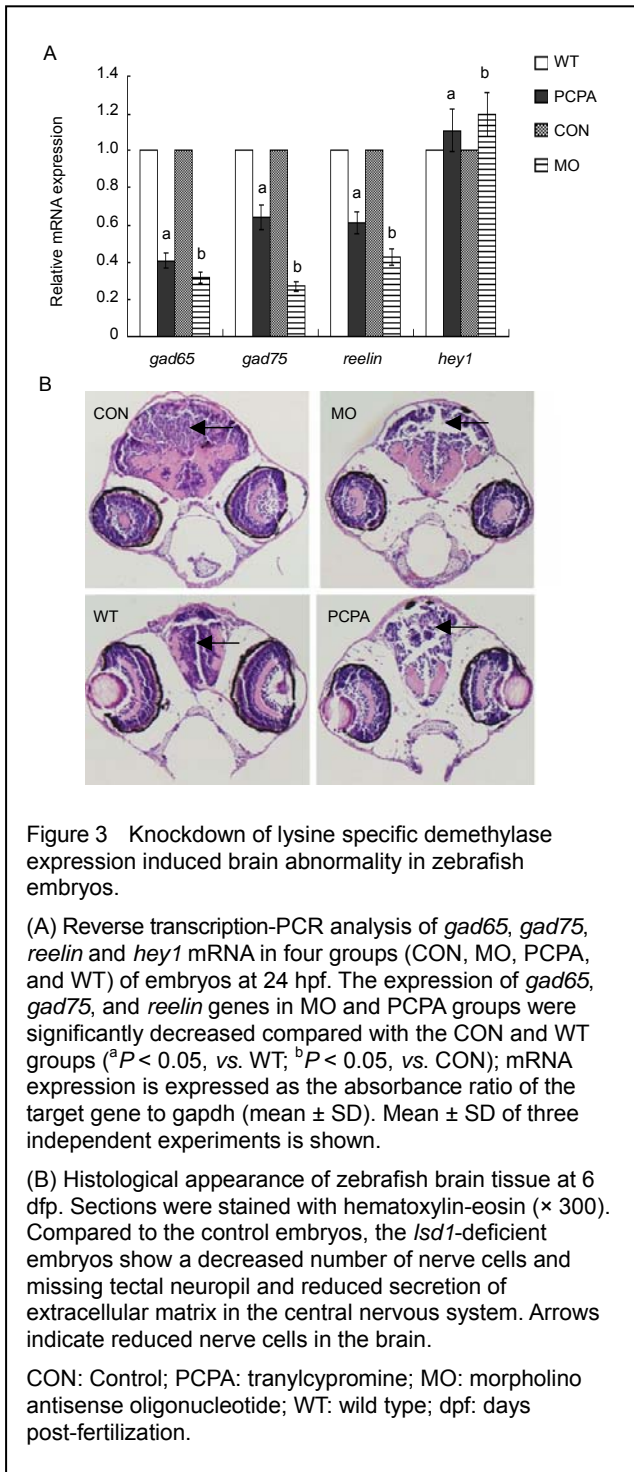 A
WT
PCPA
CON
MO
Relative mRNA expression
1.4
1.2
1.0
0.8
0.6
0.4
0.2
0
a
b
a
b
a
b
a
b
gad65 gad75 reelin hey1
B
CON
MO
WT
PCPA
Figure 3 Knockdown of lysine specific demethylase
expression induced brain abnormality in zebrafish
embryos.
(A) Reverse transcription-PCR analysis of gad65, gad75,
reelin and hey1 mRNA in four groups (CON, MO, PCPA,
and WT) of embryos at 24 hpf. The expression of gad65,
gad75, and reelin genes in MO and PCPA groups were
significantly decreased compared with the CON and WT
groups (ᵃP < 0.05, vs. WT; ᵇP < 0.05, vs. CON); mRNA
expression is expressed as the absorbance ratio of the
target gene to gapdh (mean ± SD). Mean ± SD of three
independent experiments is shown.
(B) Histological appearance of zebrafish brain tissue at 6
dfp. Sections were stained with hematoxylin-eosin (× 300).
Compared to the control embryos, the lsd1-deficient
embryos show a decreased number of nerve cells and
missing tectal neuropil and reduced secretion of
extracellular matrix in the central nervous system. Arrows
indicate reduced nerve cells in the brain.
CON: Control; PCPA: tranylcypromine; MO: morpholino
antisense oligonucleotide; WT: wild type; dpf: days
post-fertilization.